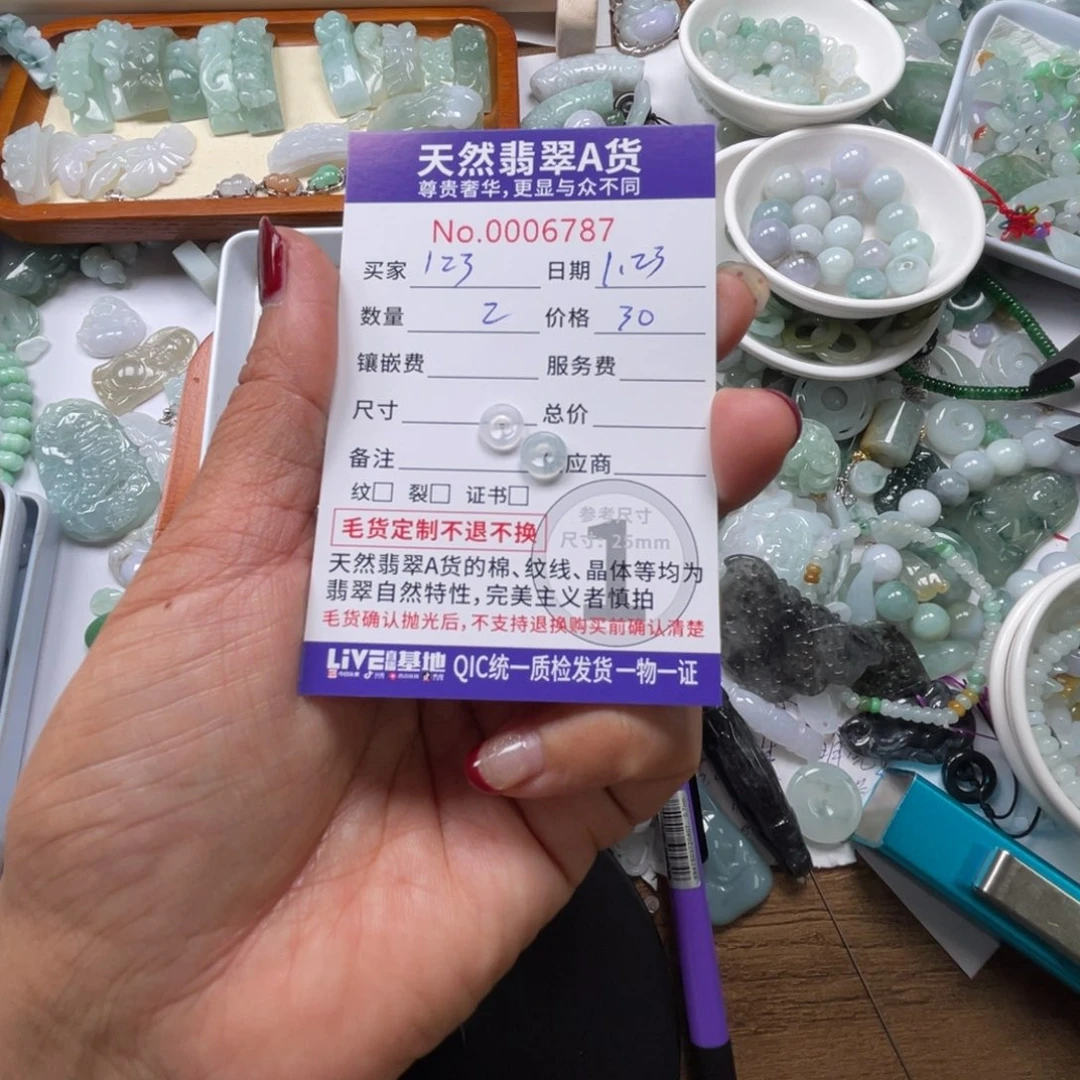 天然翡翠A货
尊贵奢华,更显与众不同
No.0006787
买家 123 日期 1.23
数量 2 价格 30
镶嵌费 服务费
尺寸 总价
备注 应商
纹□ 裂□ 证书□
参考尺寸
尺寸: 25mm
毛货定制不退不换
天然翡翠A货的棉、纹线、晶体等均为
翡翠自然特性,完美主义者慎拍
毛货确认抛光后,不支持退换购买前确认清楚
LiVE直播基地 QIC统一质检发货一物一证